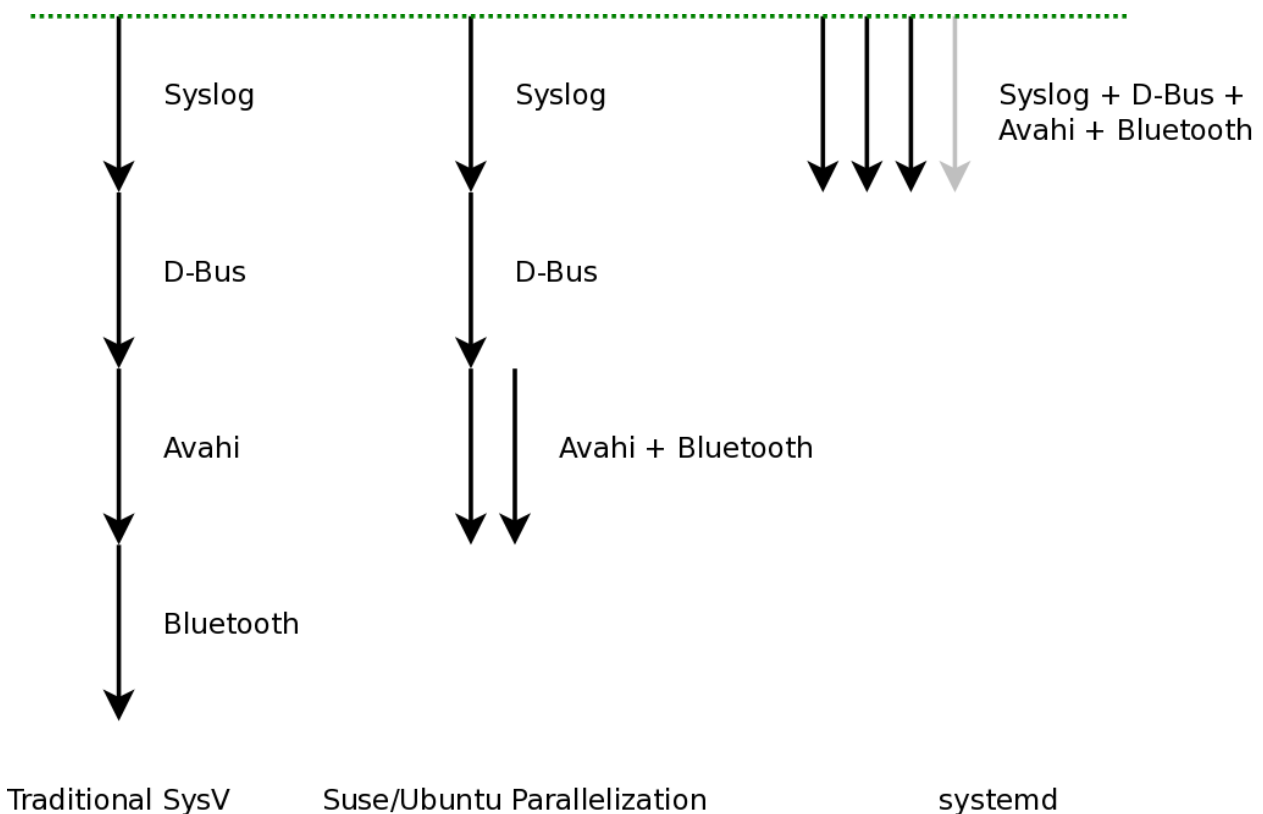 Syslog
D-Bus
Avahi
Bluetooth
Traditional SysV
Syslog
D-Bus
Avahi + Bluetooth
Suse/Ubuntu Parallelization
Syslog + D-Bus +
Avahi + Bluetooth
systemd